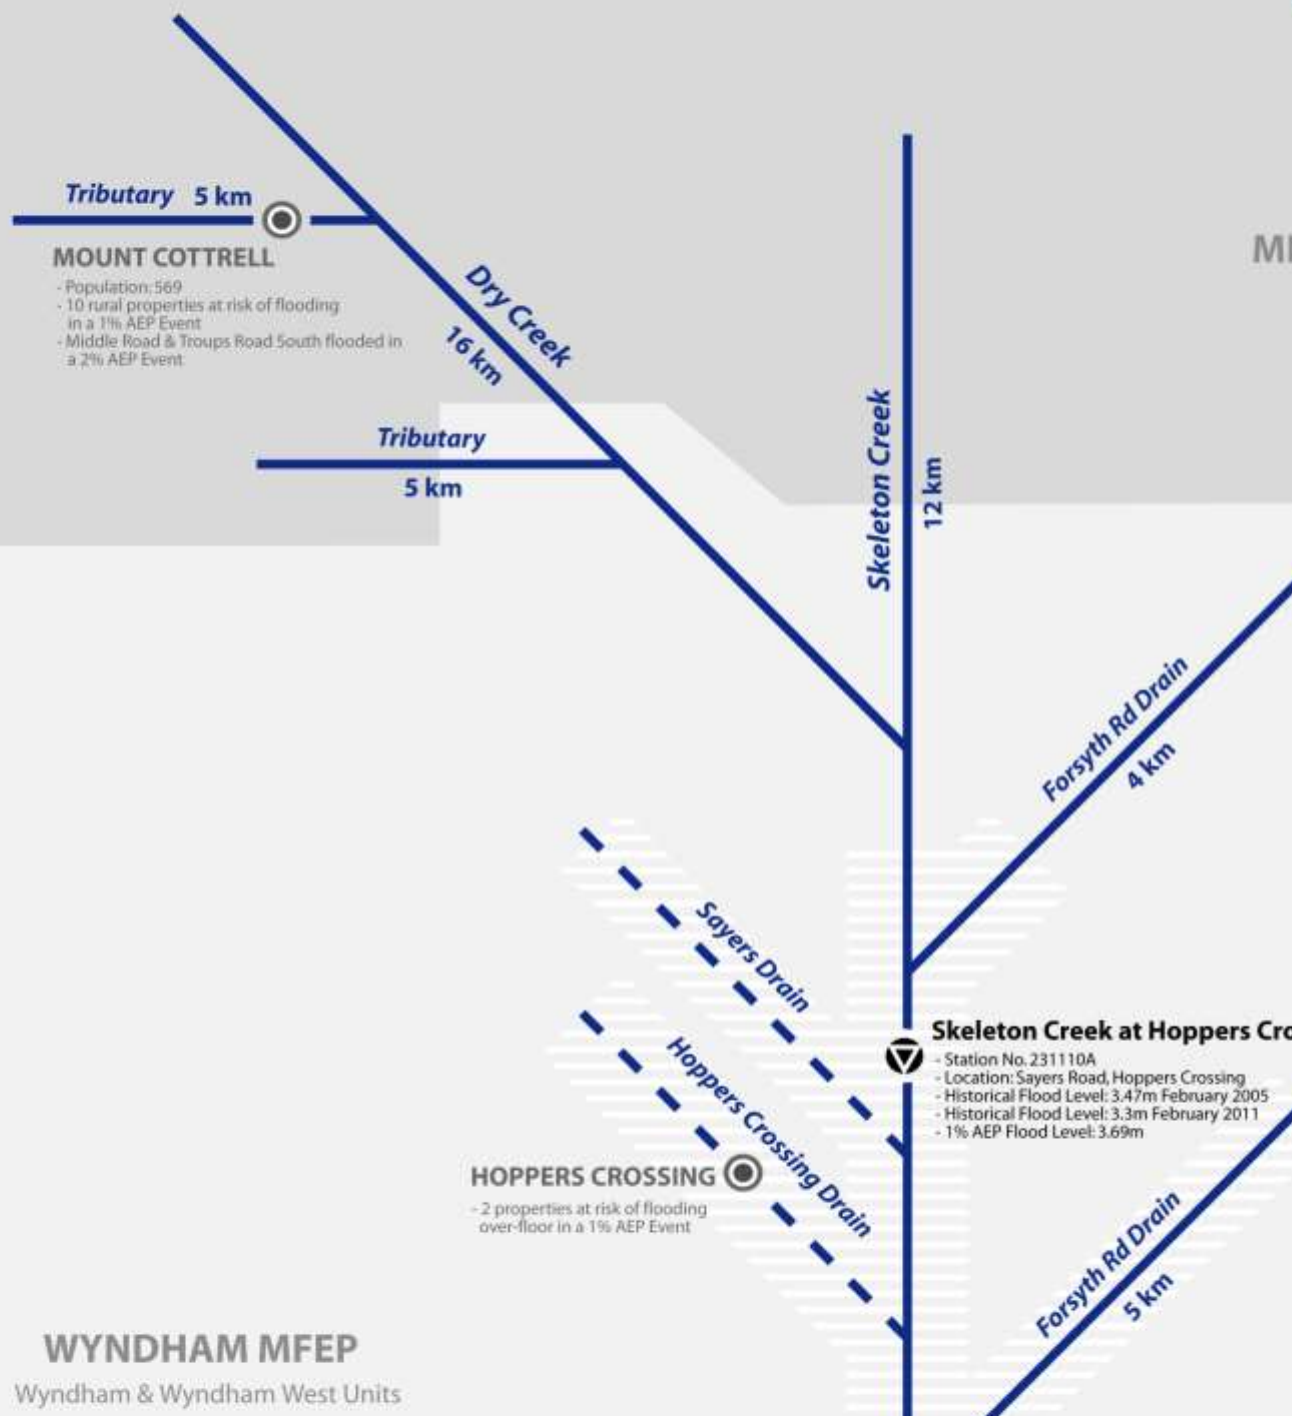 Tributary 5 km
MOUNT COTTRELL
- Population: 569
- 10 rural properties at risk of flooding
in a 1% AEP Event
- Middle Road & Troups Road South flooded in
a 2% AEP Event
Dry Creek
16 km
Tributary
5 km
Skeleton Creek
12 km
Forsyth Rd Drain
4 km
Sayers Drain
Skeleton Creek at Hoppers Cro
- Station No. 231110A
- Location: Sayers Road, Hoppers Crossing
- Historical Flood Level: 3.47m February 2005
- Historical Flood Level: 3.3m February 2011
- 1% AEP Flood Level: 3.69m
Hoppers Crossing Drain
HOPPERS CROSSING
- 2 properties at risk of flooding
over-floor in a 1% AEP Event
Forsyth Rd Drain
5 km
WYNDHAM MFEP
Wyndham & Wyndham West Units